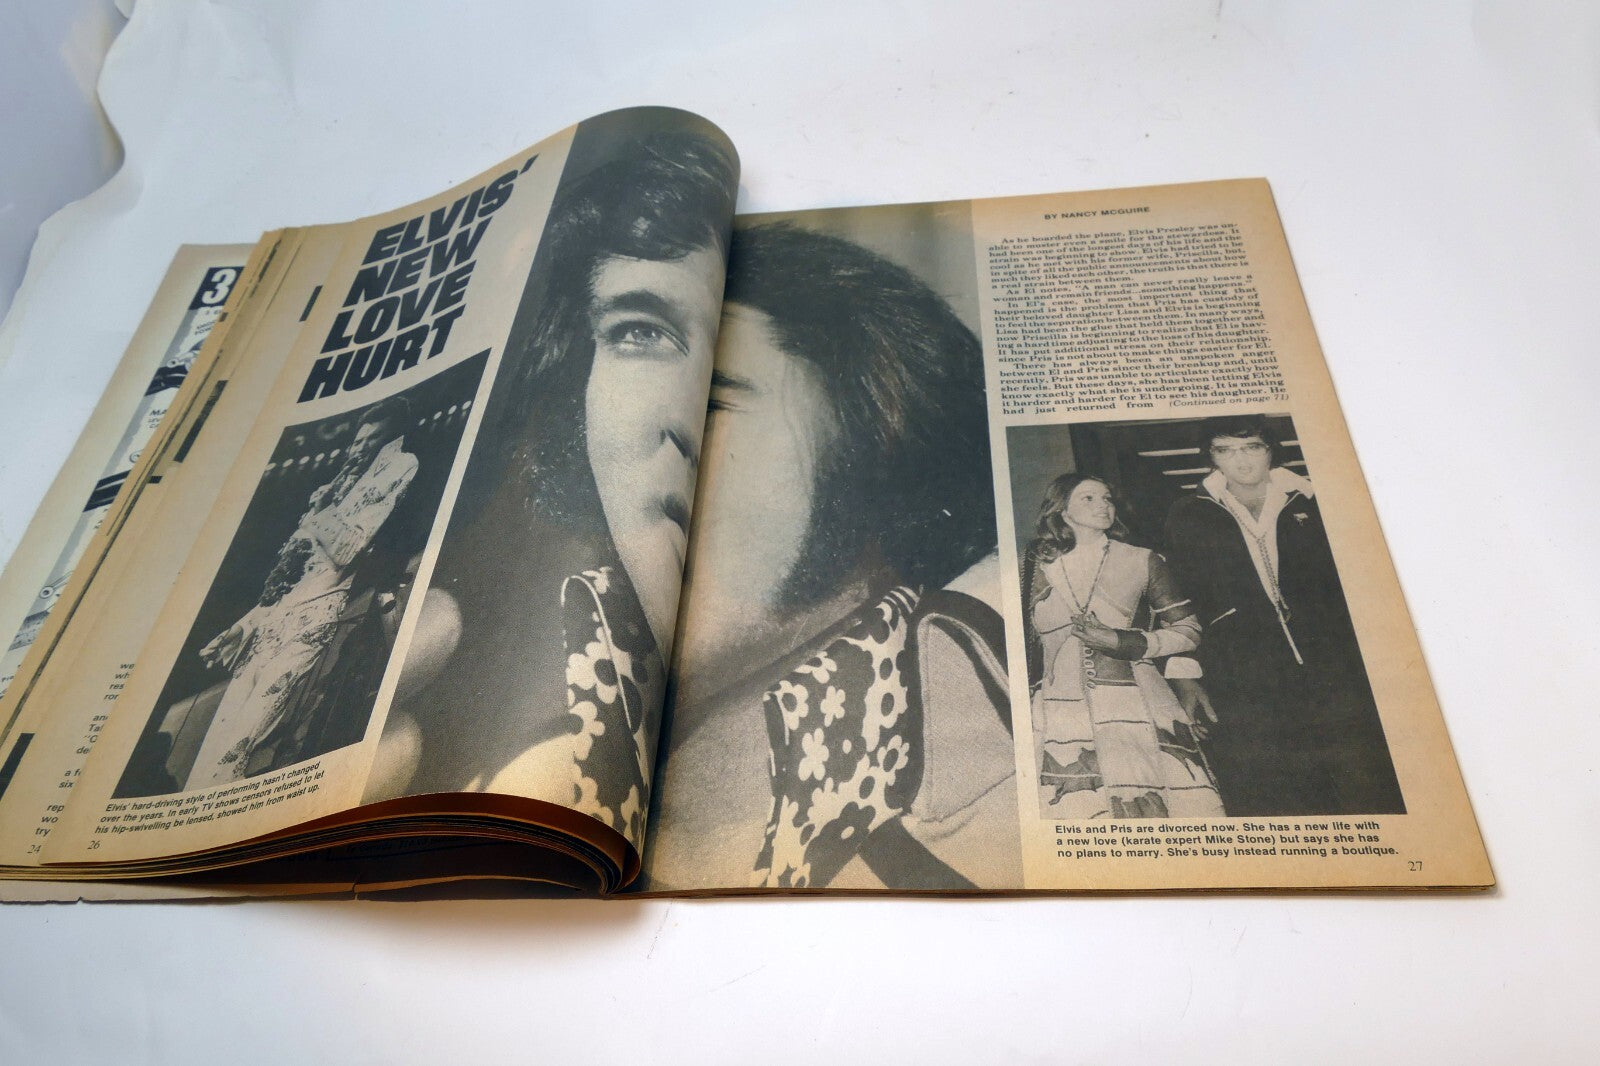 ELVIS'
NEW
LOVE
HURT
Elvis' hard-driving style of performing hasn't changed
over the years. In early TV shows censors refused to let
his hip-swivelling be lensed, showed him from waist up.
26
24
3
we
wh
res
ror
an
Tal
"C
de
a f
six
rep
wo
try
BY NANCY MCGUIRE
As he boarded the plane, Elvis Presley was un-
able to muster even a smile for the stewardess. It
had been one of the longest days of his life and the
strain was beginning to show. Elvis had tried to be
cool as he met with his former wife, Priscilla, but,
in spite of all the public announcements about how
much they liked each other, the truth is that there is
a real strain between them.
As El notes, "A man can never really leave a
woman and remain friends...something happens."
In El's case, the most important thing that
happened is the problem that Pris has custody of
their beloved daughter Lisa and Elvis is beginning
to feel the separation between them. In many ways,
Lisa had been the glue that held them together and
now Priscilla is beginning to realize that El is hav-
ing a hard time adjusting to the loss of his daughter.
It has put additional stress on their relationship,
since Pris is not about to make things easier for El.
There has always been an unspoken anger
between El and Pris since their breakup and, until
recently, Pris was unable to articulate exactly how
she feels. But these days, she has been letting Elvis
know exactly what she is undergoing. It is making
it harder and harder for El to see his daughter. He
had just returned from (Continued on page 71)
Elvis and Pris are divorced now. She has a new life with
a new love (karate expert Mike Stone) but says she has
no plans to marry. She's busy instead running a boutique.
27